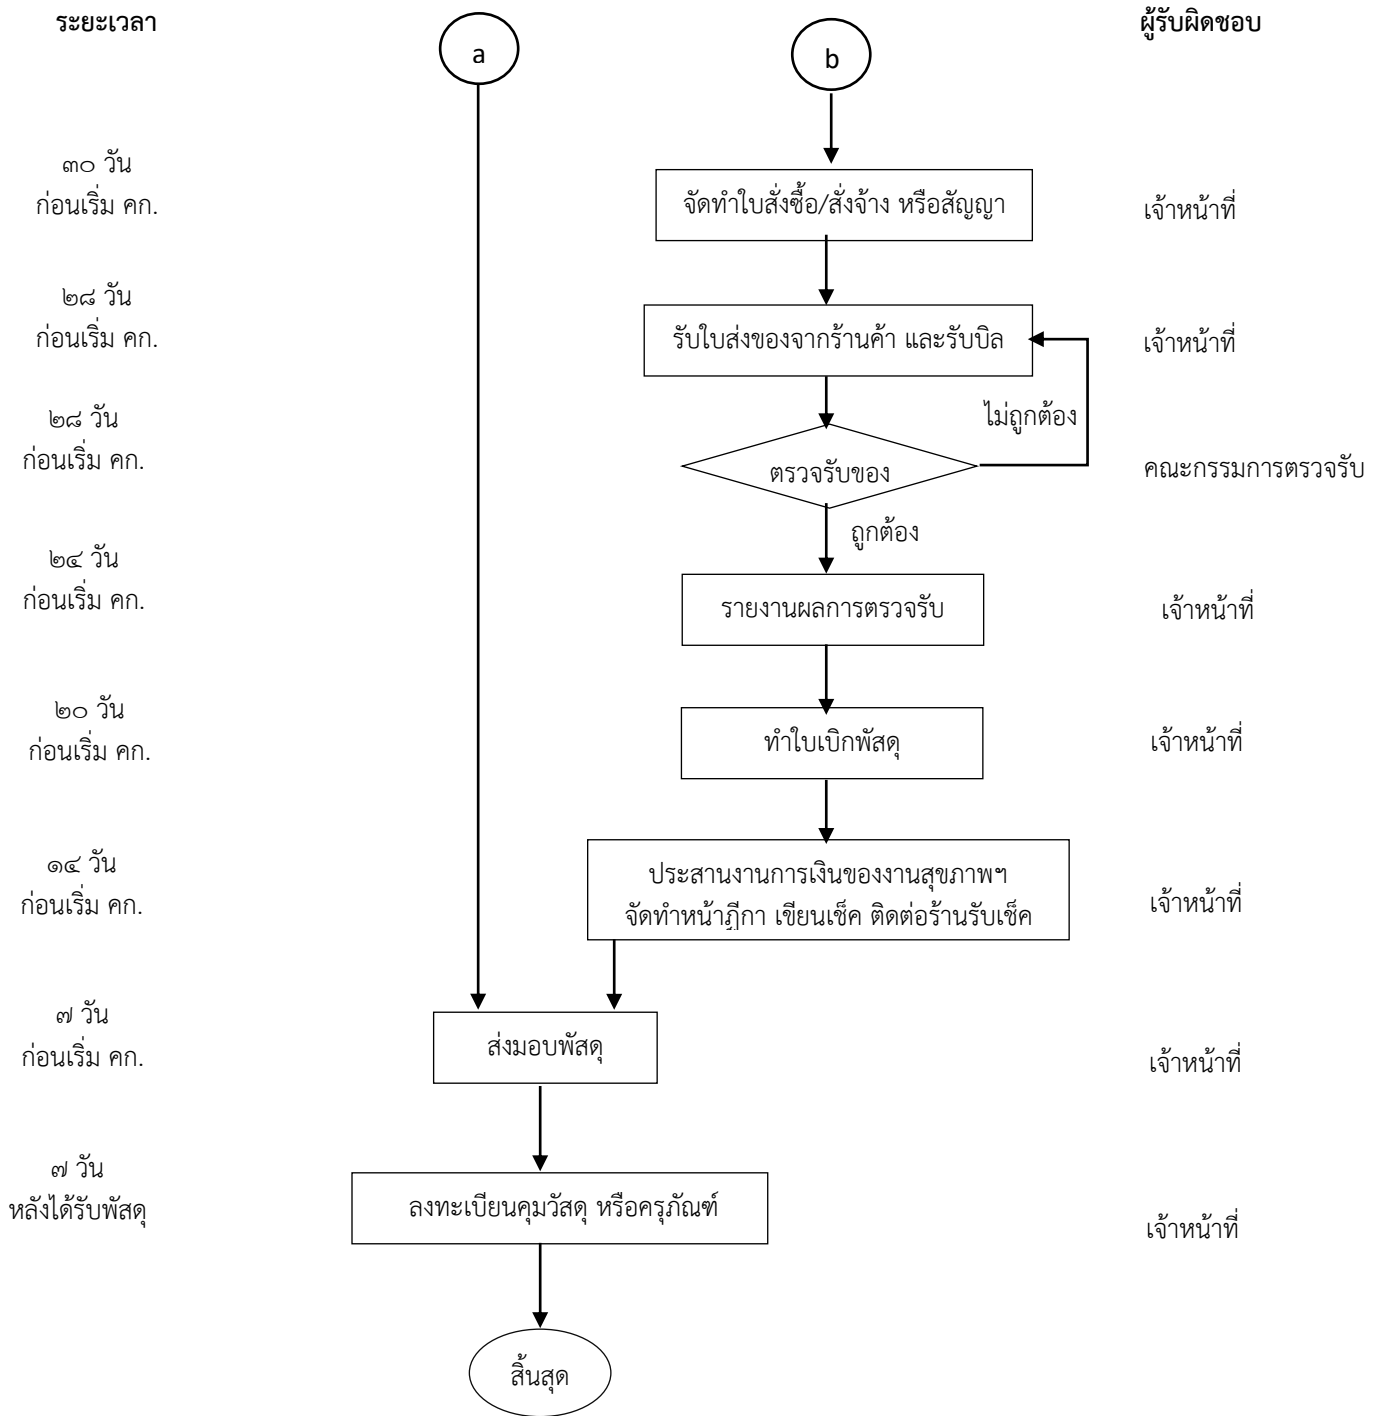 ระยะเวลา
ผู้รับผิดชอบ
a
b
๓๐ วัน
ก่อนเริ่ม คก.
จัดทำใบสั่งซื้อ/สั่งจ้าง หรือสัญญา
เจ้าหน้าที่
๒๘ วัน
ก่อนเริ่ม คก.
รับใบส่งของจากร้านค้า และรับบิล
เจ้าหน้าที่
ไม่ถูกต้อง
๒๘ วัน
ก่อนเริ่ม คก.
ตรวจรับของ
คณะกรรมการตรวจรับ
ถูกต้อง
๒๔ วัน
ก่อนเริ่ม คก.
รายงานผลการตรวจรับ
เจ้าหน้าที่
๒๐ วัน
ก่อนเริ่ม คก.
ทำใบเบิกพัสดุ
เจ้าหน้าที่
๑๔ วัน
ก่อนเริ่ม คก.
ประสานงานการเงินของงานสุขภาพฯ
จัดทำหน้าฎีกา เขียนเช็ค ติดต่อร้านรับเช็ค
เจ้าหน้าที่
๗ วัน
ก่อนเริ่ม คก.
ส่งมอบพัสดุ
เจ้าหน้าที่
๗ วัน
หลังได้รับพัสดุ
ลงทะเบียนคุมวัสดุ หรือครุภัณฑ์
เจ้าหน้าที่
สิ้นสุด